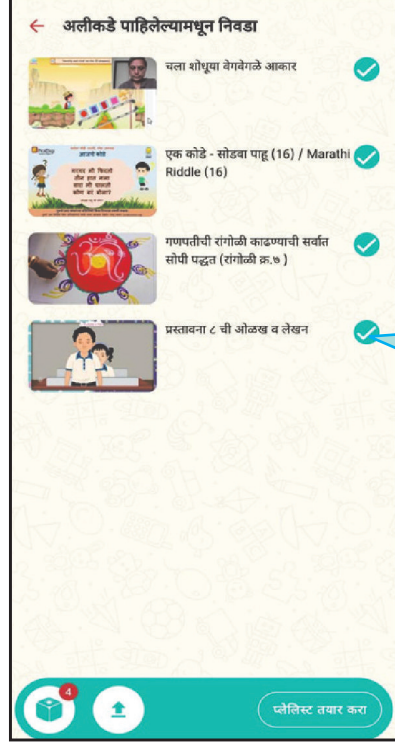 अलीकडे पाहिलेल्यामधून निवडा
चला शोधूया वेगवेगळे आकार
एक कोडे - सोडवा पाहू (16) / Marathi
Riddle (16)
गणपतीची रांगोळी काढण्याची सर्वात
सोपी पद्धत (रांगोळी क्र.७ )
प्रस्तावना ८ ची ओळख व लेखन
4
प्लेलिस्ट तयार करा